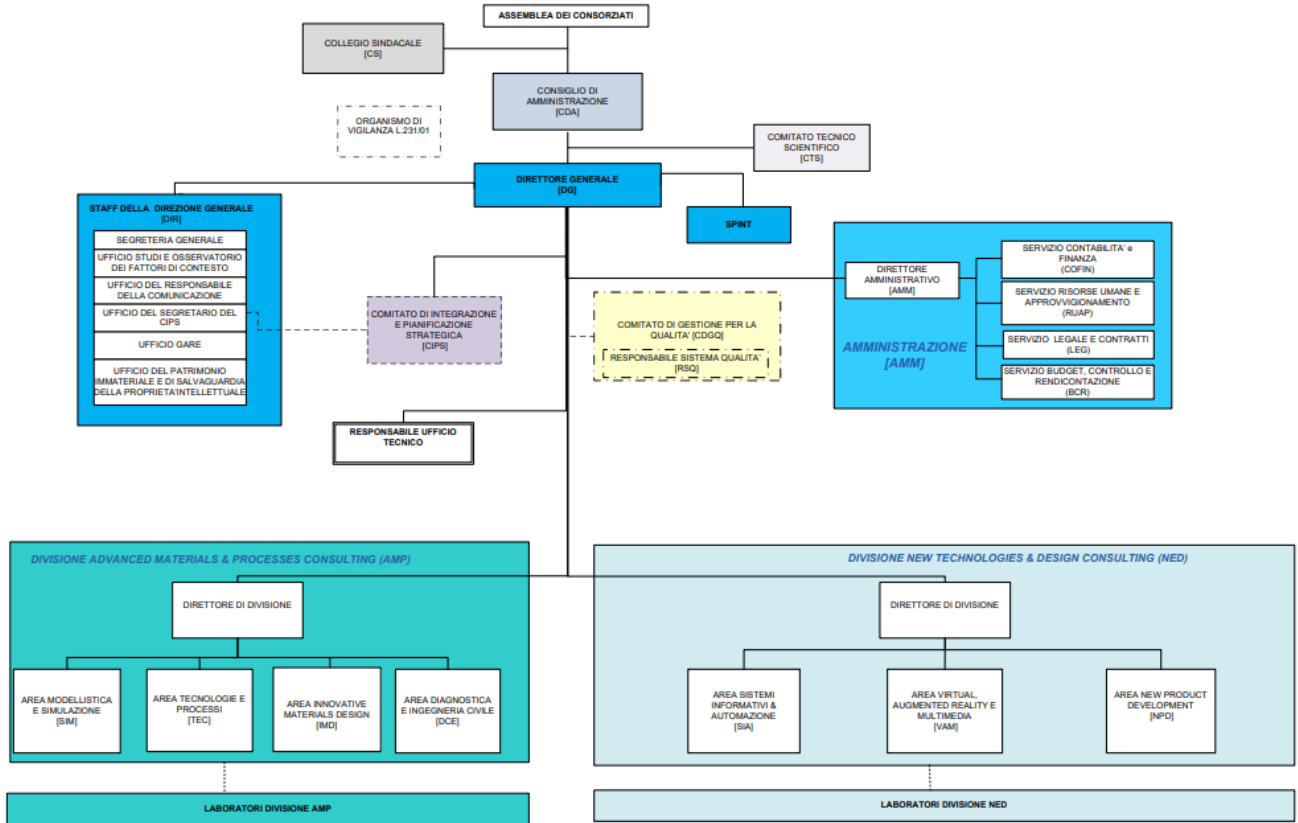 ASSEMBLEA DEI CONSORZIATI
COLLEGIO SINDACALE
[CS]
CONSIGLIO DI
AMMINISTRAZIONE
[CDA]
ORGANISMO DI
VIGILANZA L.231/01
COMITATO TECNICO
SCIENTIFICO
[CTS]
DIRETTORE GENERALE
[DG]
STAFF DELLA DIREZIONE GENERALE
[DIR]
SEGRETERIA GENERALE
UFFICIO STUDI E OSSERVATORIO
DEI FATTORI DI CONTESTO
UFFICIO DEL RESPONSABILE
DELLA COMUNICAZIONE
UFFICIO DEL SEGRETARIO DEL
CIPS
UFFICIO GARE
UFFICIO DEL PATRIMONIO
IMMATERIALE E DI SALVAGUARDIA
DELLA PROPRIETA'INTELLETTUALE
SPINT
COMITATO DI INTEGRAZIONE
E PIANIFICAZIONE
STRATEGICA
[CIPS]
COMITATO DI GESTIONE PER LA
QUALITA' [CDGQ]
RESPONSABILE SISTEMA QUALITA'
[RSQ]
DIRETTORE
AMMINISTRATIVO
[AMM]
AMMINISTRAZIONE
[AMM]
SERVIZIO CONTABILITA' e
FINANZA
(COFIN)
SERVIZIO RISORSE UMANE E
APPROVVIGIONAMENTO
(RUAP)
SERVIZIO LEGALE E CONTRATTI
(LEG)
SERVIZIO BUDGET, CONTROLLO E
RENDICONTAZIONE
(BCR)
RESPONSABILE UFFICIO
TECNICO
DIVISIONE ADVANCED MATERIALS & PROCESSES CONSULTING (AMP)
DIRETTORE DI DIVISIONE
AREA MODELLISTICA
E SIMULAZIONE
[SIM]
AREA TECNOLOGIE E
PROCESSI
[TEC]
AREA INNOVATIVE
MATERIALS DESIGN
[IMD]
AREA DIAGNOSTICA
E INGEGNERIA CIVILE
[DCE]
LABORATORI DIVISIONE AMP
DIVISIONE NEW TECHNOLOGIES & DESIGN CONSULTING (NED)
DIRETTORE DI DIVISIONE
AREA SISTEMI
INFORMATIVI &
AUTOMAZIONE
[SIA]
AREA VIRTUAL,
AUGMENTED REALITY E
MULTIMEDIA
[VAM]
AREA NEW PRODUCT
DEVELOPMENT
[NPD]
LABORATORI DIVISIONE NED